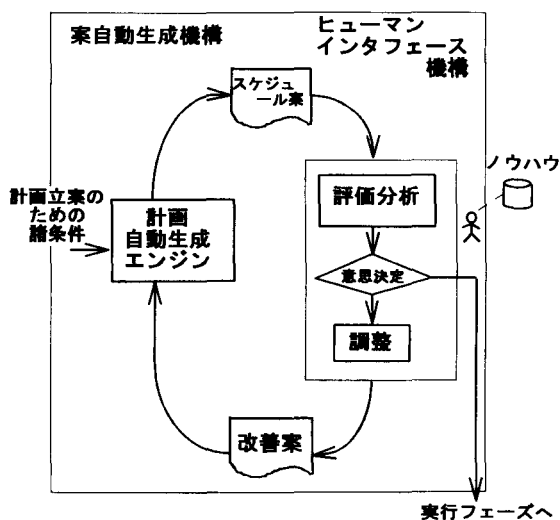 案自動生成機構
ヒューマン
インタフェース
機構
スケジュ
ール案
ノウハウ
計画立案の
ための
諸条件
計画
自動生成
エンジン
評価分析
意思決定
調整
改善案
実行フェーズへ